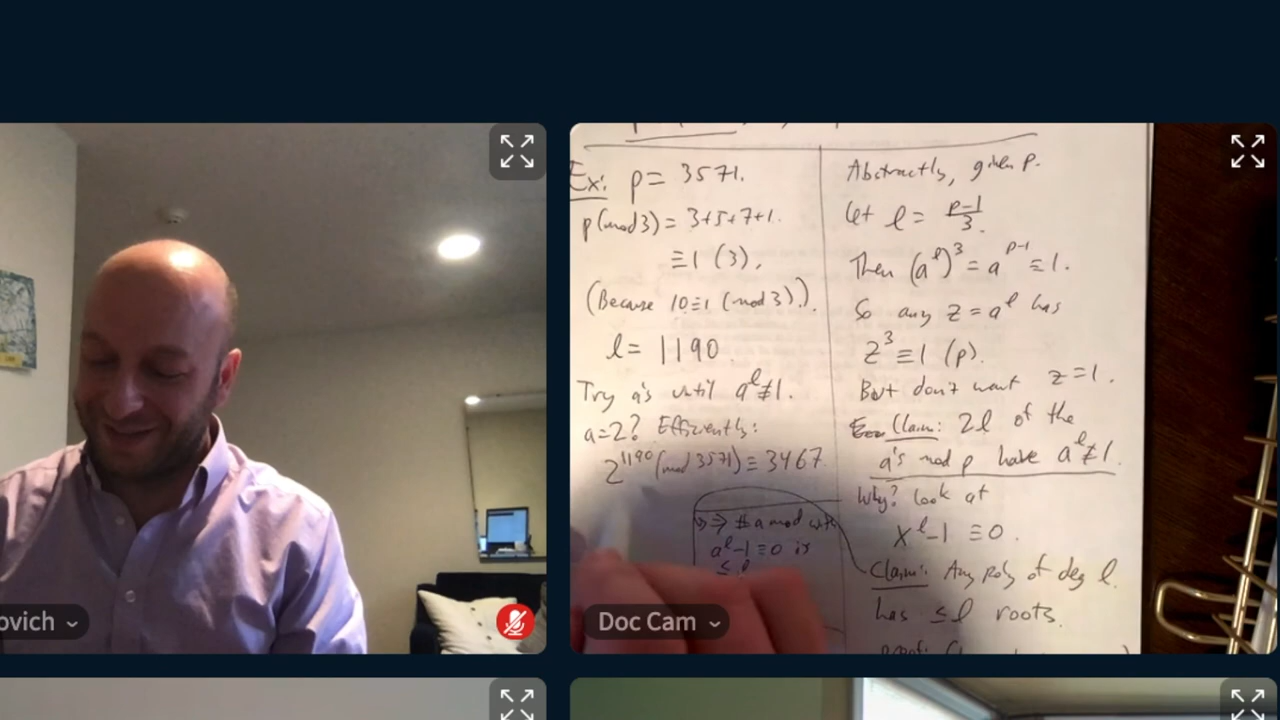 Ex: p = 3571.
p(mod 3) = 3+5+7+1.
≡ 1 (3).
(Because 10≡1 (mod 3)).
l = 1190.
Try a's until a^l ≢ 1.
a=2? Efficiently:
2^1190 (mod 3571) ≡ 3467.
⇒ # a mod with
a^l - 1 ≡ 0 is
≤ l
Abstractly, given p.
let l = (p-1)/3.
Then (a^l)^3 = a^(p-1) ≡ 1.
So any z = a^l has
z^3 ≡ 1 (p).
But don't want z=1.
Claim: 2l of the
a's mod p have a^l ≢ 1.
Why? look at
x^l - 1 ≡ 0.
Claim: Any poly of deg l.
has ≤ l roots.
ovich
Doc Cam